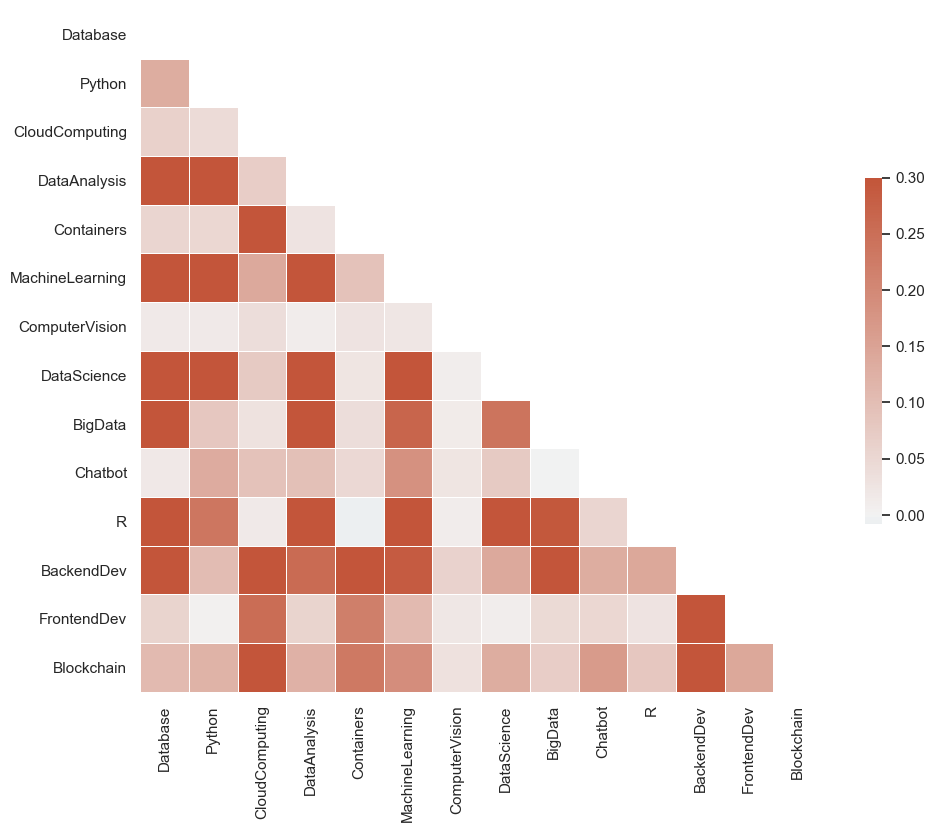 Database
Python
CloudComputing
DataAnalysis
Containers
MachineLearning
ComputerVision
DataScience
BigData
Chatbot
R
BackendDev
FrontendDev
Blockchain
Database
Python
CloudComputing
DataAnalysis
Containers
MachineLearning
ComputerVision
DataScience
BigData
Chatbot
R
BackendDev
FrontendDev
Blockchain
0.30
0.25
0.20
0.15
0.10
0.05
0.00